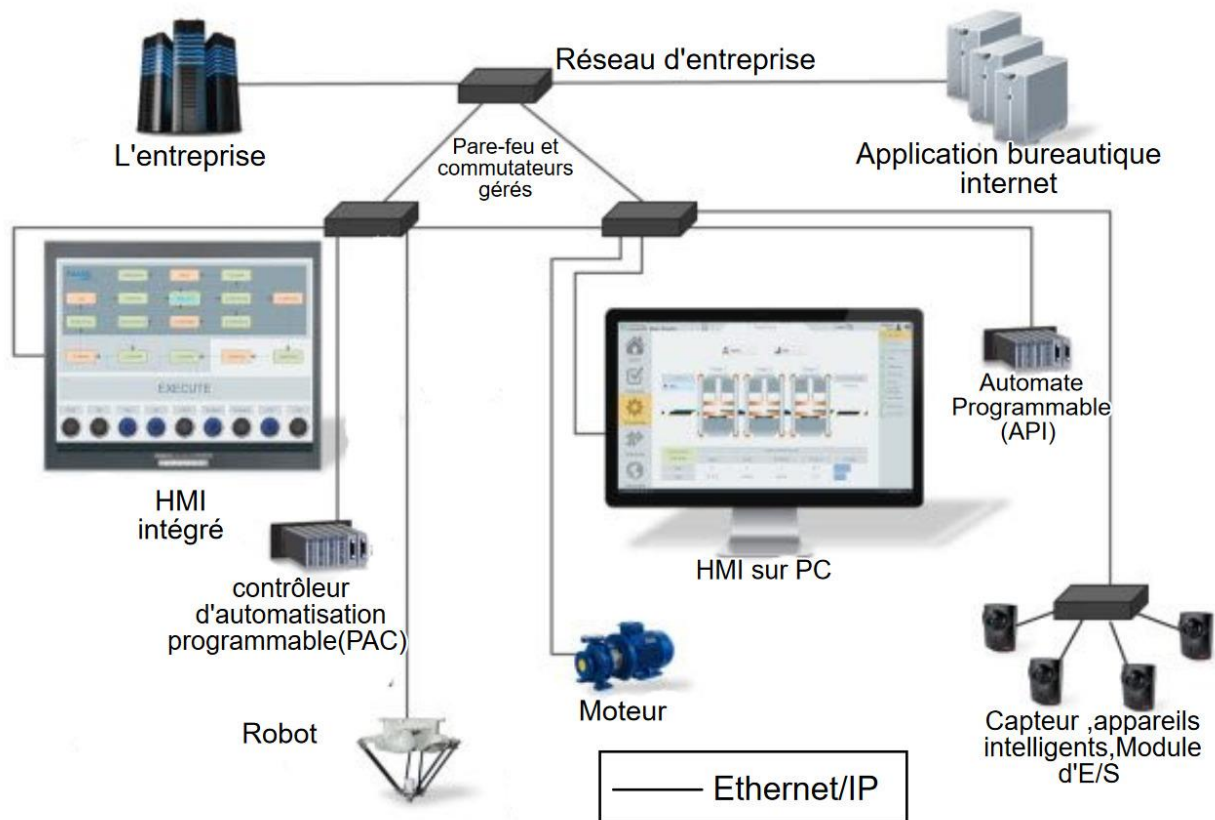 Réseau d'entreprise
L'entreprise
Pare-feu et
commutateurs
gérés
Application bureautique
internet
EXECUTE
HMI
intégré
contrôleur
d'automatisation
programmable(PAC)
HMI sur PC
Automate
Programmable
(API)
Robot
Moteur
Capteur ,appareils
intelligents,Module
d'E/S
Ethernet/IP